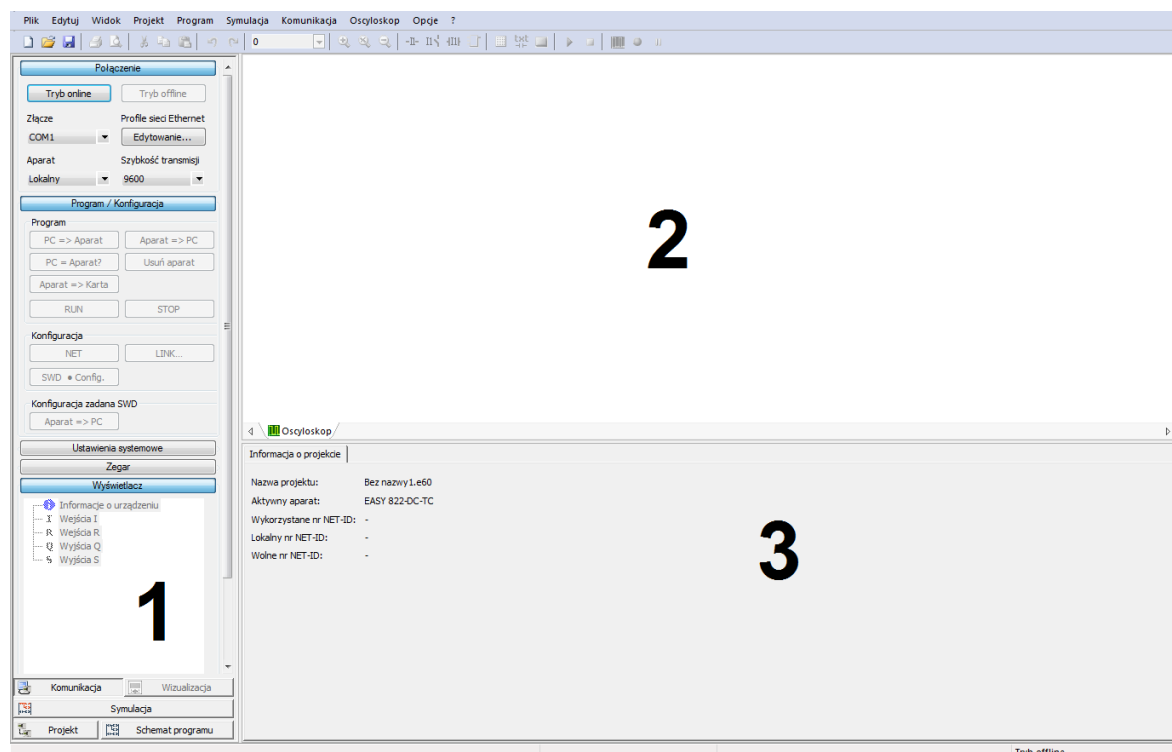 Plik Edytuj Widok Projekt Program Symulacja Komunikacja Oscyloskop Opcje ?
0
Połączenie
Tryb online Tryb offline
Złącze Profile sieci Ethernet
COM1 Edytowanie...
Aparat Szybkość transmisji
Lokalny 9600
Program / Konfiguracja
Program
PC => Aparat Aparat => PC
PC = Aparat? Usuń aparat
Aparat => Karta
RUN STOP
Konfiguracja
NET LINK...
SWD • Config.
Konfiguracja zadana SWD
Aparat => PC
Ustawienia systemowe
Zegar
Wyświetlacz
Informacje o urządzeniu
I Wejścia I
R Wejścia R
Q Wyjścia Q
S Wyjścia S
1
Komunikacja Wizualizacja
Symulacja
Projekt Schemat programu
2
Oscyloskop
Informacja o projekcie
Nazwa projektu: Bez nazwy1.e60
Aktywny aparat: EASY 822-DC-TC
Wykorzystane nr NET-ID: -
Lokalny nr NET-ID: -
Wolne nr NET-ID: -
3
Tryb offline